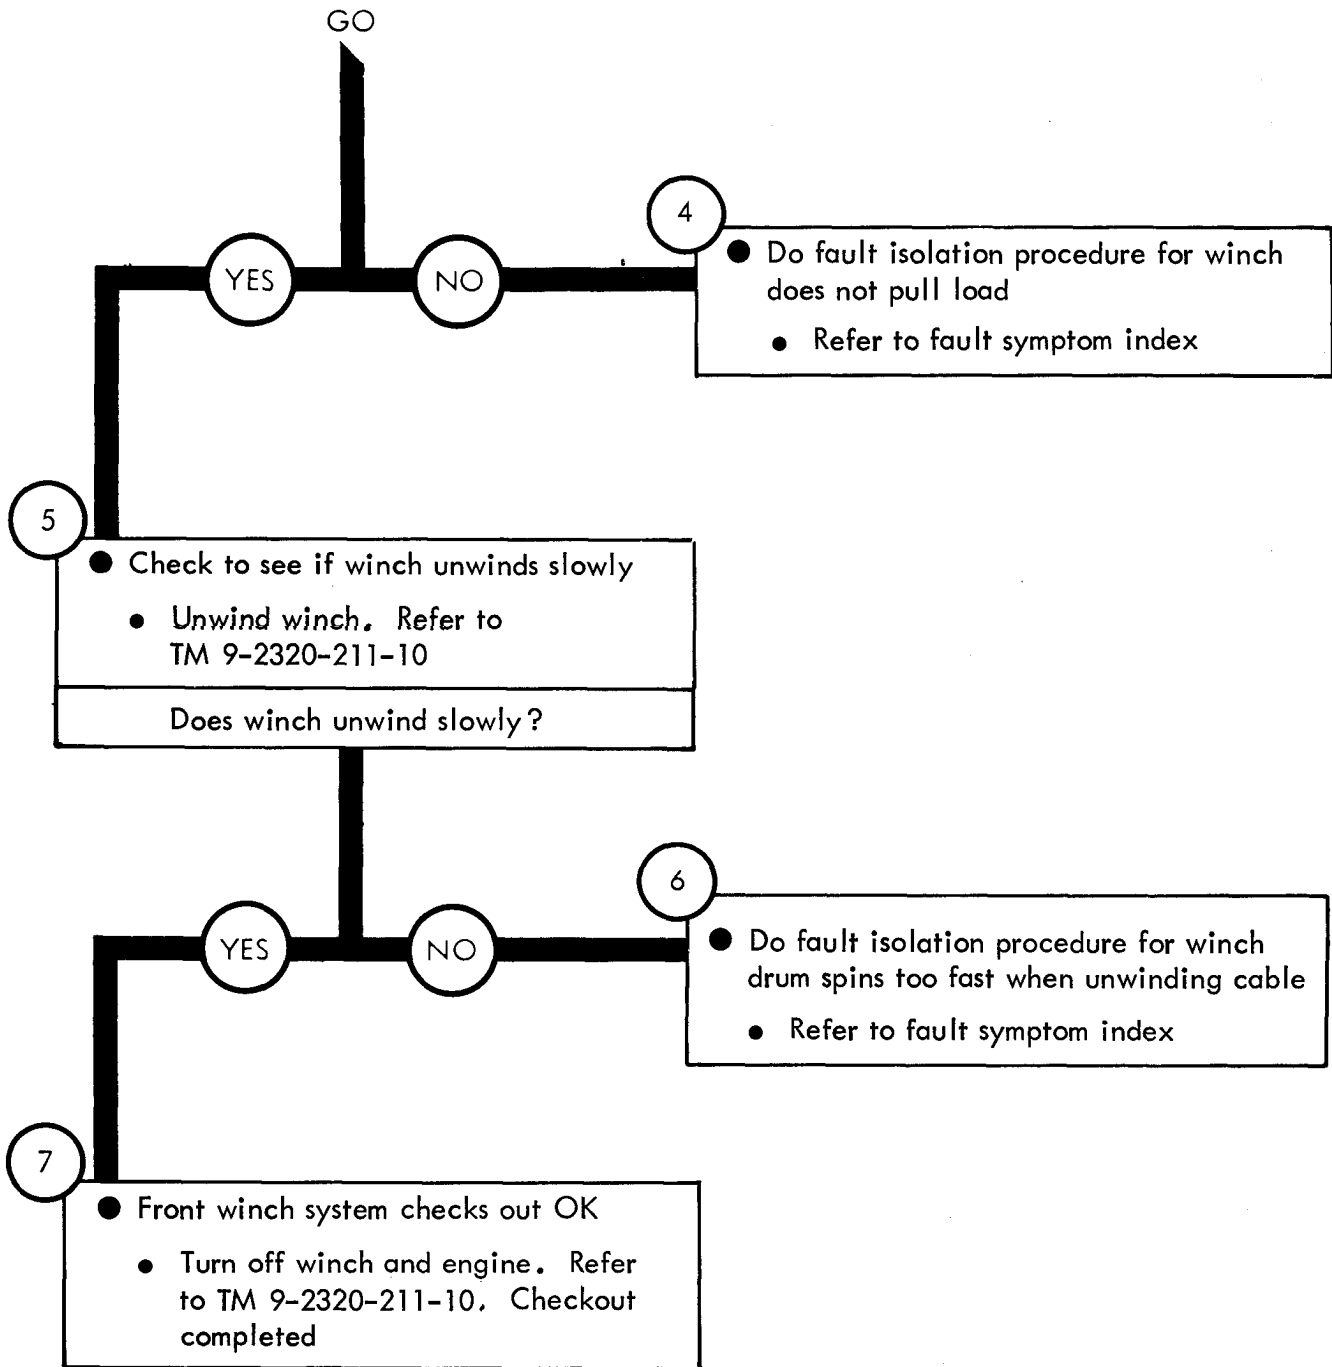 GO
YES
NO
4
● Do fault isolation procedure for winch
does not pull load
● Refer to fault symptom index
5
● Check to see if winch unwinds slowly
● Unwind winch. Refer to
TM 9-2320-211-10
Does winch unwind slowly?
YES
NO
6
● Do fault isolation procedure for winch
drum spins too fast when unwinding cable
● Refer to fault symptom index
7
● Front winch system checks out OK
● Turn off winch and engine. Refer
to TM 9-2320-211-10. Checkout
completed